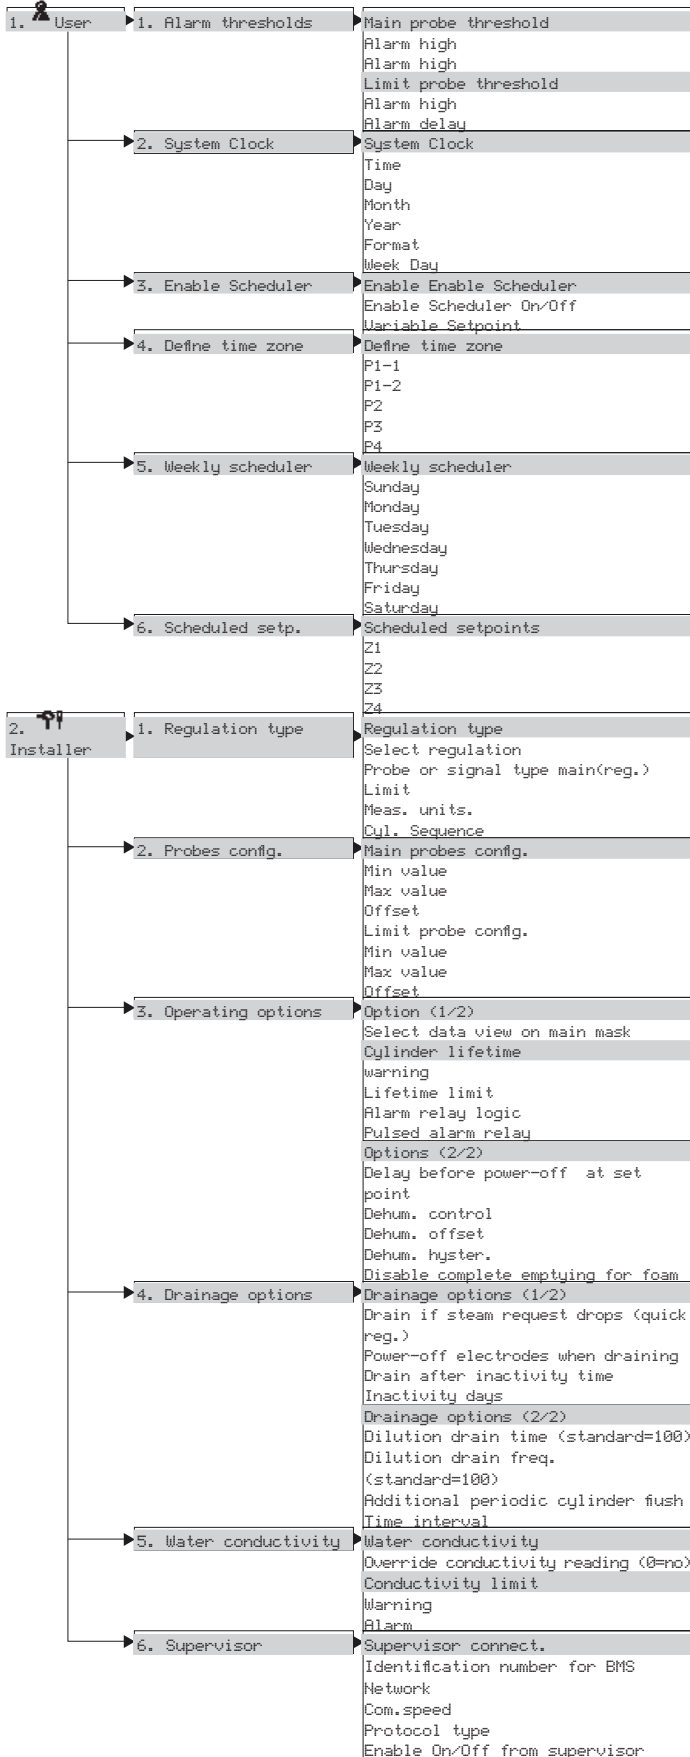 1. User
1. Alarm thresholds
Main probe threshold
Alarm high
Alarm high
Limit probe threshold
Alarm high
Alarm delay
2. System Clock
System Clock
Time
Day
Month
Year
Format
Week Day
3. Enable Scheduler
Enable Enable Scheduler
Enable Scheduler On/Off
Variable Setpoint
4. Define time zone
Define time zone
P1-1
P1-2
P2
P3
P4
5. Weekly scheduler
Weekly scheduler
Sunday
Monday
Tuesday
Wednesday
Thursday
Friday
Saturday
6. Scheduled setp.
Scheduled setpoints
Z1
Z2
Z3
Z4
2.
Installer
1. Regulation type
Regulation type
Select regulation
Probe or signal type main(reg.)
Limit
Meas. units.
Cyl. Sequence
2. Probes config.
Main probes config.
Min value
Max value
Offset
Limit probe config.
Min value
Max value
Offset
3. Operating options
Option (1/2)
Select data view on main mask
Cylinder lifetime
warning
Lifetime limit
Alarm relay logic
Pulsed alarm relay
Options (2/2)
Delay before power-off at set
point
Dehum. control
Dehum. offset
Dehum. hyster.
Disable complete emptying for foam
4. Drainage options
Drainage options (1/2)
Drain if steam request drops (quick
reg.)
Power-off electrodes when draining
Drain after inactivity time
Inactivity days
Drainage options (2/2)
Dilution drain time (standard=100)
Dilution drain freq.
(standard=100)
Additional periodic cylinder flush
Time interval
5. Water conductivity
Water conductivity
Override conductivity reading (0=no)
Conductivity limit
Warning
Alarm
6. Supervisor
Supervisor connect.
Identification number for BMS
Network
Com.speed
Protocol type
Enable On/Off from supervisor